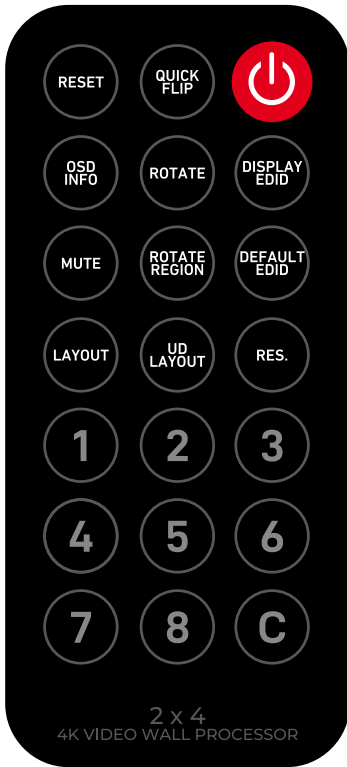 RESET
QUICK
FLIP
OSD
INFO
ROTATE
DISPLAY
EDID
MUTE
ROTATE
REGION
DEFAULT
EDID
LAYOUT
UD
LAYOUT
RES.
1
2
3
4
5
6
7
8
C
2 x 4
4K VIDEO WALL PROCESSOR